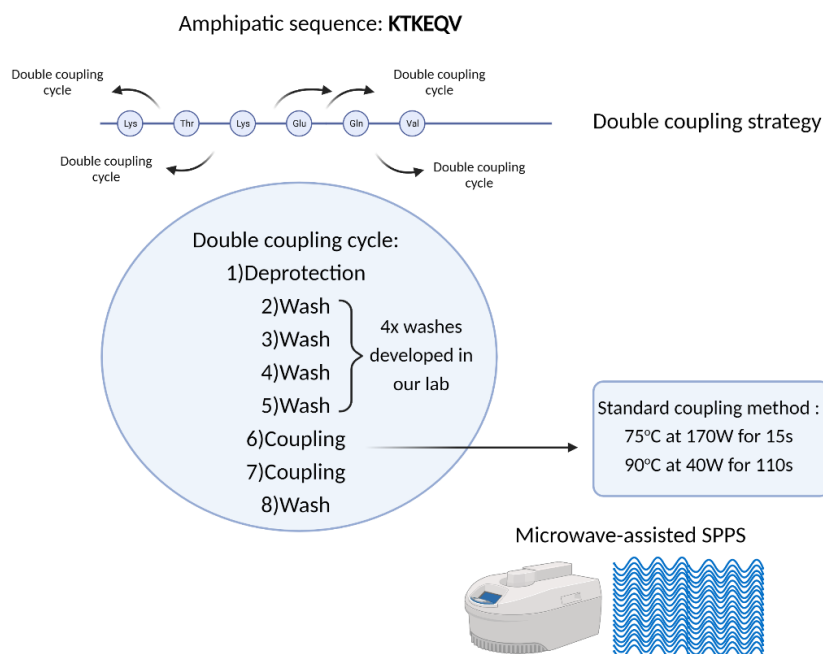 Amphipatic sequence: KTKEQV
Double coupling
cycle
Double coupling
cycle
Lys
Thr
Lys
Glu
Gln
Val
Double coupling strategy
Double coupling
cycle
Double coupling
cycle
Double coupling cycle:
1)Deprotection
2)Wash
3)Wash
4)Wash
5)Wash
4x washes
developed in
our lab
6)Coupling
7)Coupling
8)Wash
Standard coupling method :
75ºC at 170W for 15s
90ºC at 40W for 110s
Microwave-assisted SPPS